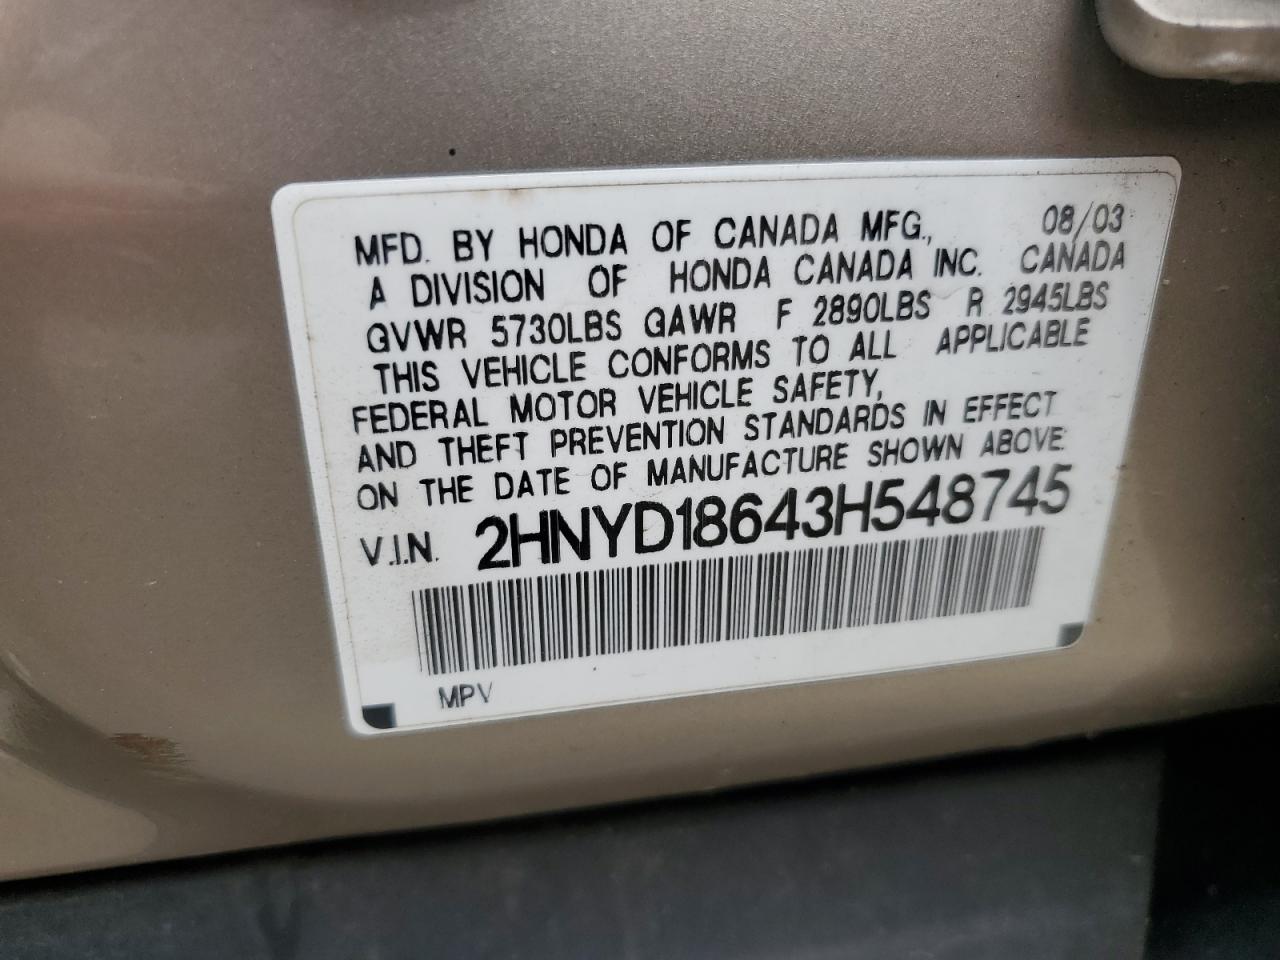 MFD. BY HONDA OF CANADA MFG., 08/03
A DIVISION OF HONDA CANADA INC. CANADA
GVWR 5730LBS GAWR F 2890LBS R 2945LBS
THIS VEHICLE CONFORMS TO ALL APPLICABLE
FEDERAL MOTOR VEHICLE SAFETY,
AND THEFT PREVENTION STANDARDS IN EFFECT
ON THE DATE OF MANUFACTURE SHOWN ABOVE.
V.I.N. 2HNYD18643H548745
MPV